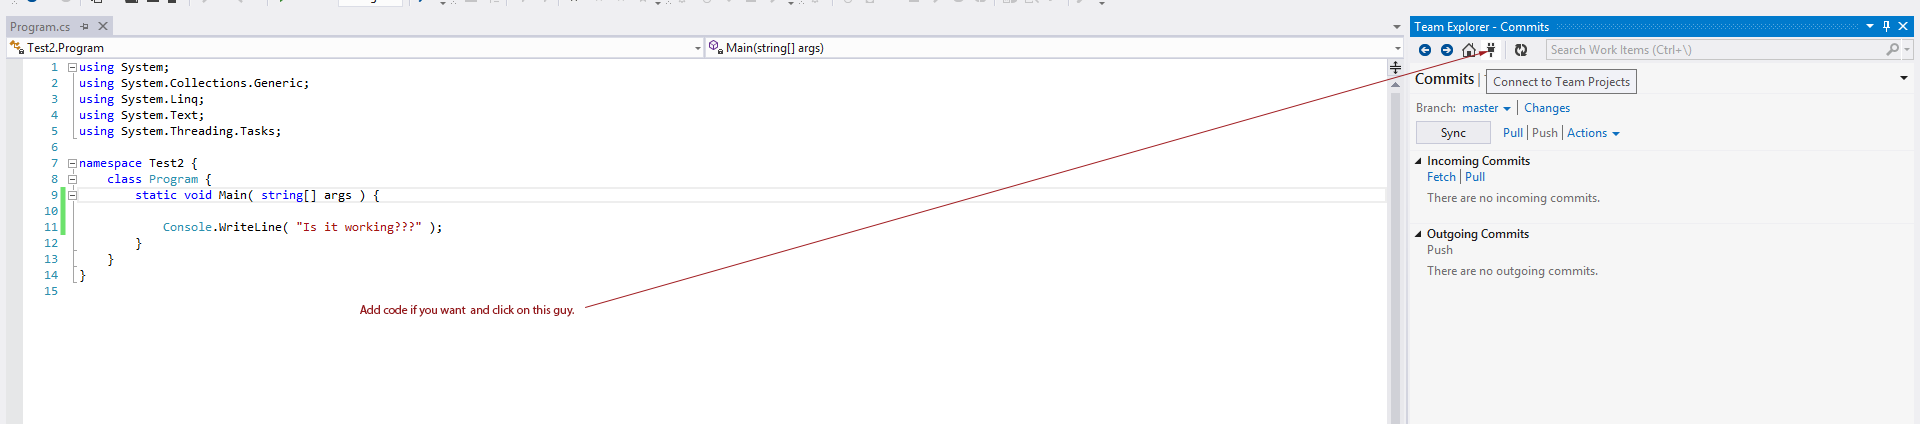 Program.cs
Test2.Program
Main(string[] args)
1 using System;
2 using System.Collections.Generic;
3 using System.Linq;
4 using System.Text;
5 using System.Threading.Tasks;
6
7 namespace Test2 {
8 class Program {
9 static void Main( string[] args ) {
10
11 Console.WriteLine( "Is it working???" );
12 }
13 }
14 }
15
Add code if you want and click on this guy.
Team Explorer - Commits
Search Work Items (Ctrl+\)
Commits |
Connect to Team Projects
Branch: master | Changes
Sync Pull | Push | Actions
Incoming Commits
Fetch | Pull
There are no incoming commits.
Outgoing Commits
Push
There are no outgoing commits.